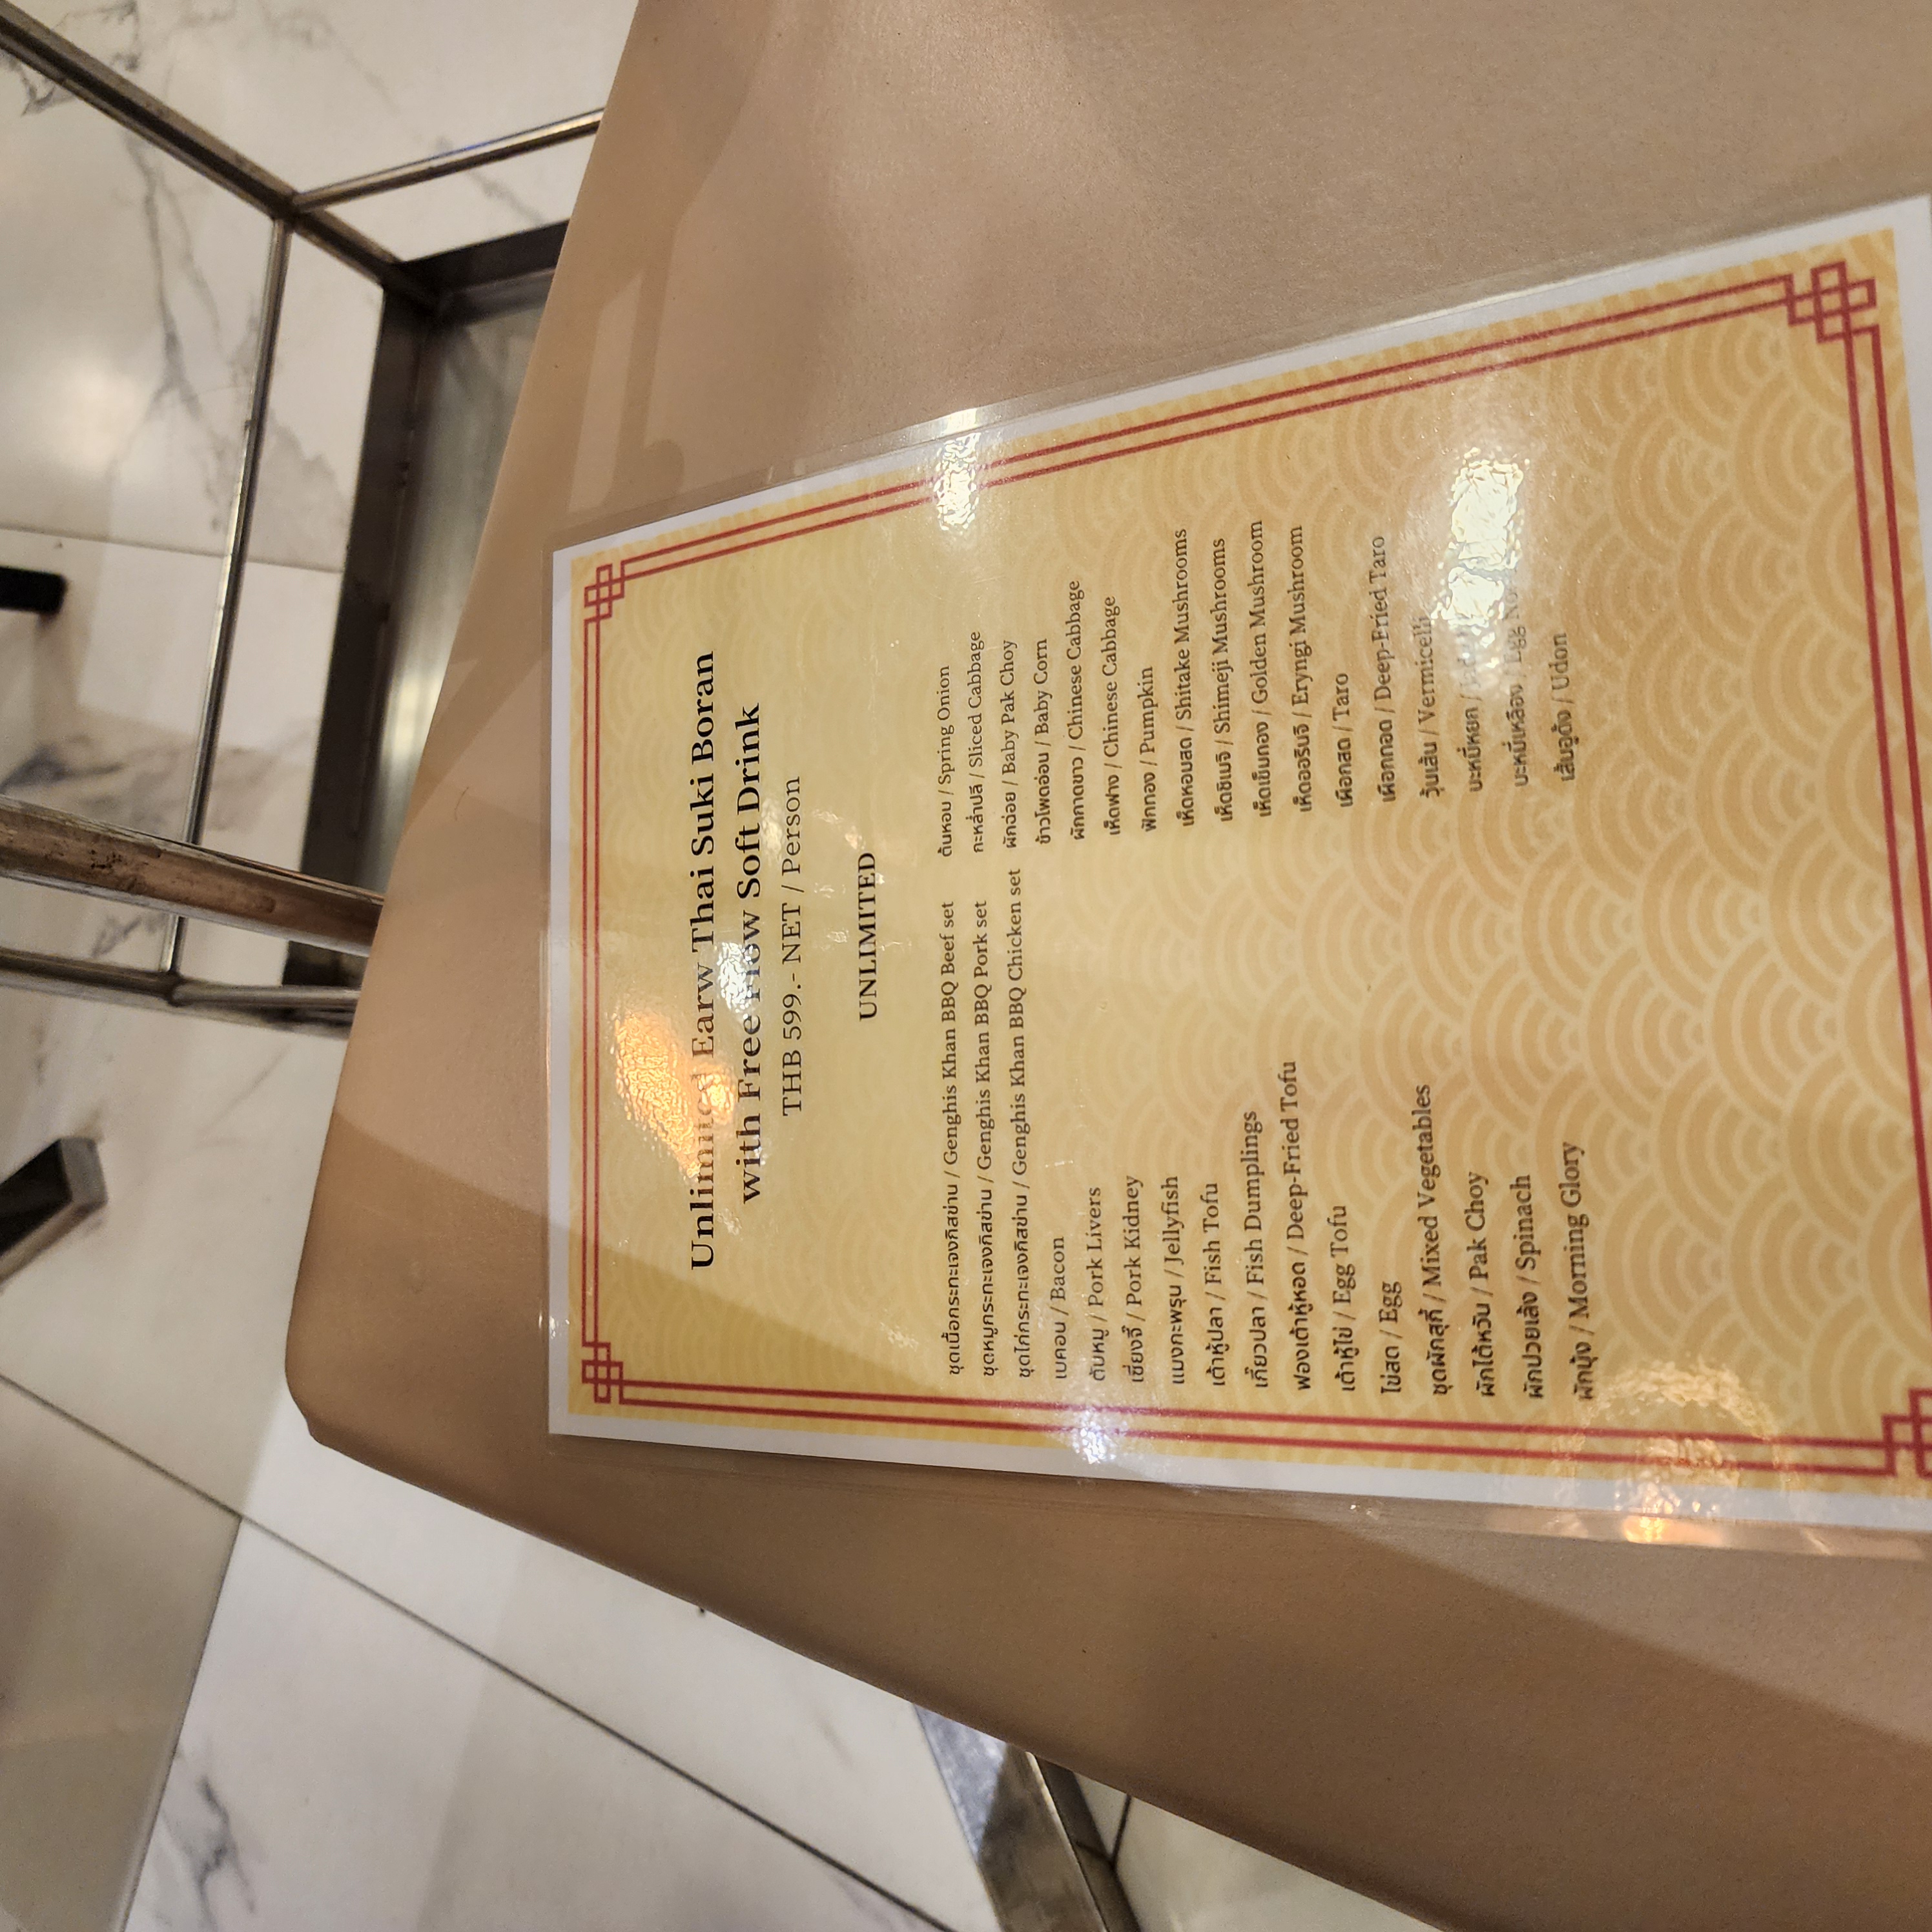 Unlimited Earw Thai Suki Boran
with Free Flow Soft Drink
THB 599.- NET / Person
UNLIMITED
ชุดเนื้อกระทะเจงกิสข่าน / Genghis Khan BBQ Beef set
ชุดหมูกระทะเจงกิสข่าน / Genghis Khan BBQ Pork set
ชุดไก่กระทะเจงกิสข่าน / Genghis Khan BBQ Chicken set
เบคอน / Bacon
ตับหมู / Pork Livers
เซี่ยงจี๊ / Pork Kidney
แมงกะพรุน / Jellyfish
เต้าหู้ปลา / Fish Tofu
เกี๊ยวปลา / Fish Dumplings
ฟองเต้าหู้ทอด / Deep-Fried Tofu
เต้าหู้ไข่ / Egg Tofu
ไข่สด / Egg
ชุดผักสุกี้ / Mixed Vegetables
ผักไต้หวัน / Pak Choy
ผักปวยเล้ง / Spinach
ผักบุ้ง / Morning Glory
ต้นหอม / Spring Onion
กะหล่ำปลี / Sliced Cabbage
ผักฮ่อย / Baby Pak Choy
ข้าวโพดอ่อน / Baby Corn
ผักกาดขาว / Chinese Cabbage
เห็ดฟาง / Chinese Cabbage
ฟักทอง / Pumpkin
เห็ดหอมสด / Shitake Mushrooms
เห็ดชิเมจิ / Shimeji Mushrooms
เห็ดเข็มทอง / Golden Mushroom
เห็ดออรินจิ / Eryngi Mushroom
เผือกสด / Taro
เผือกทอด / Deep-Fried Taro
วุ้นเส้น / Vermicelli
บะหมี่หยก /
บะหมี่เหลือง / Egg
เส้นอูด้ง / Udon